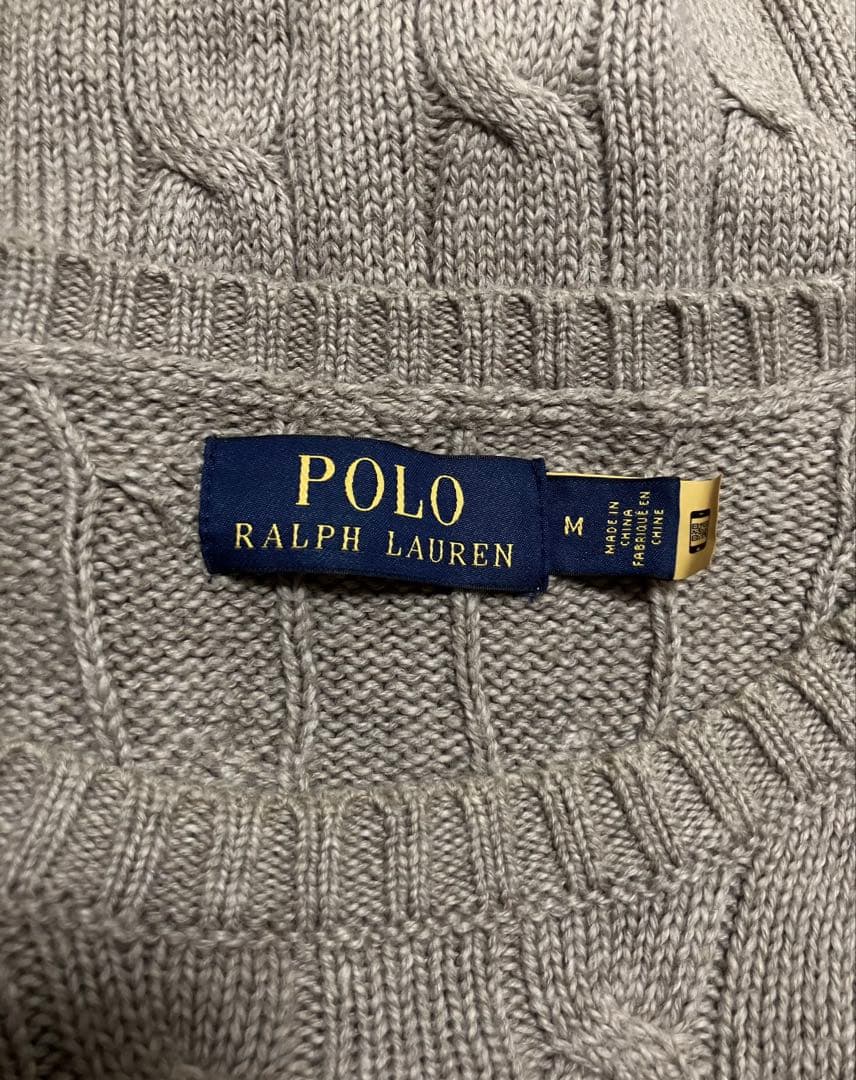 POLO
RALPH LAUREN
M
MADE IN
CHINA
FABRIQUÉ EN
CHINE